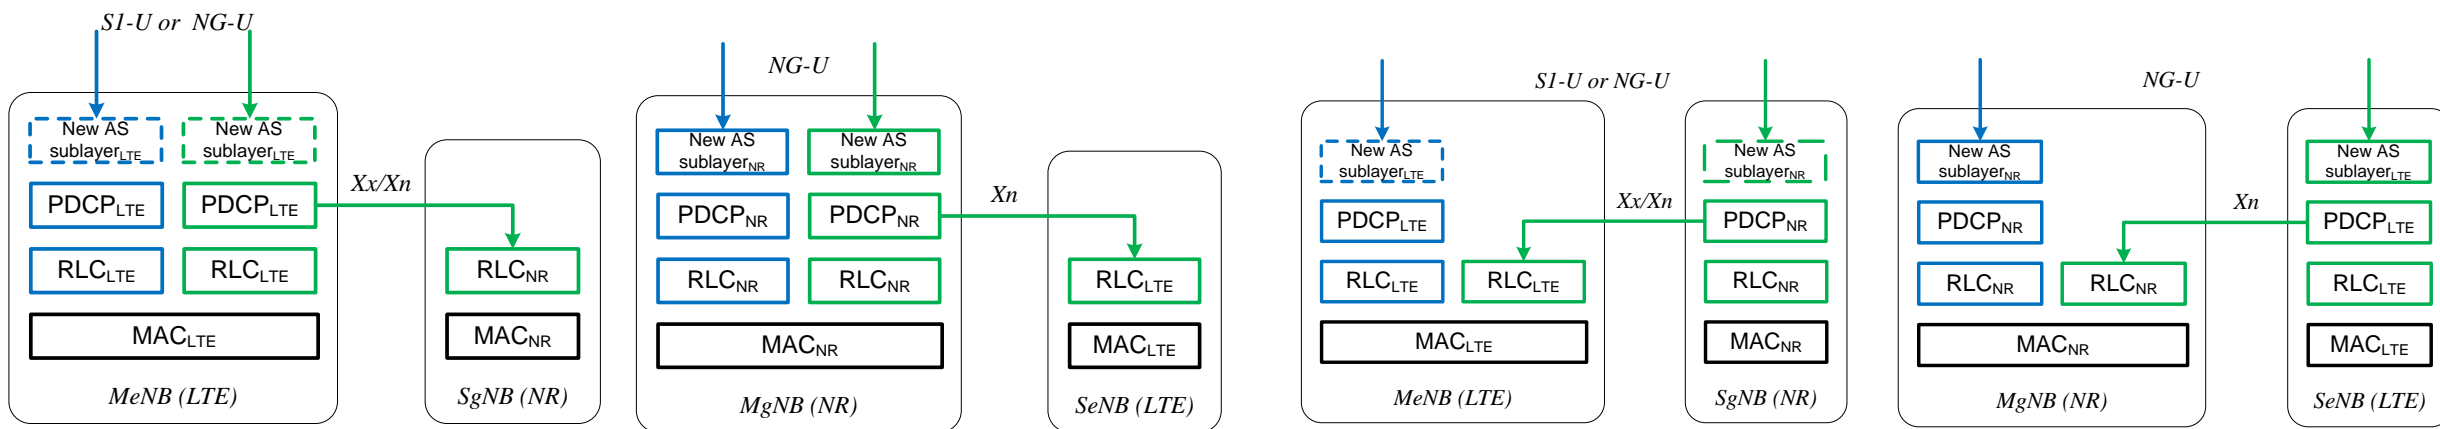 S1-U or NG-U
New AS
sublayerLTE
New AS
sublayerLTE
PDCPLTE
PDCPLTE
Xx/Xn
RLCLTE
RLCLTE
RLCNR
MACLTE
MACNR
MeNB (LTE)
SgNB (NR)
NG-U
New AS
sublayerNR
New AS
sublayerNR
PDCPNR
PDCPNR
Xn
RLCNR
RLCNR
RLCLTE
MACNR
MACLTE
MgNB (NR)
SeNB (LTE)
S1-U or NG-U
New AS
sublayerLTE
New AS
sublayerNR
PDCPLTE
Xx/Xn
PDCPNR
RLCLTE
RLCLTE
RLCNR
MACLTE
MACNR
MeNB (LTE)
SgNB (NR)
NG-U
New AS
sublayerNR
New AS
sublayerLTE
PDCPNR
Xn
PDCPLTE
RLCNR
RLCNR
RLCLTE
MACNR
MACLTE
MgNB (NR)
SeNB (LTE)